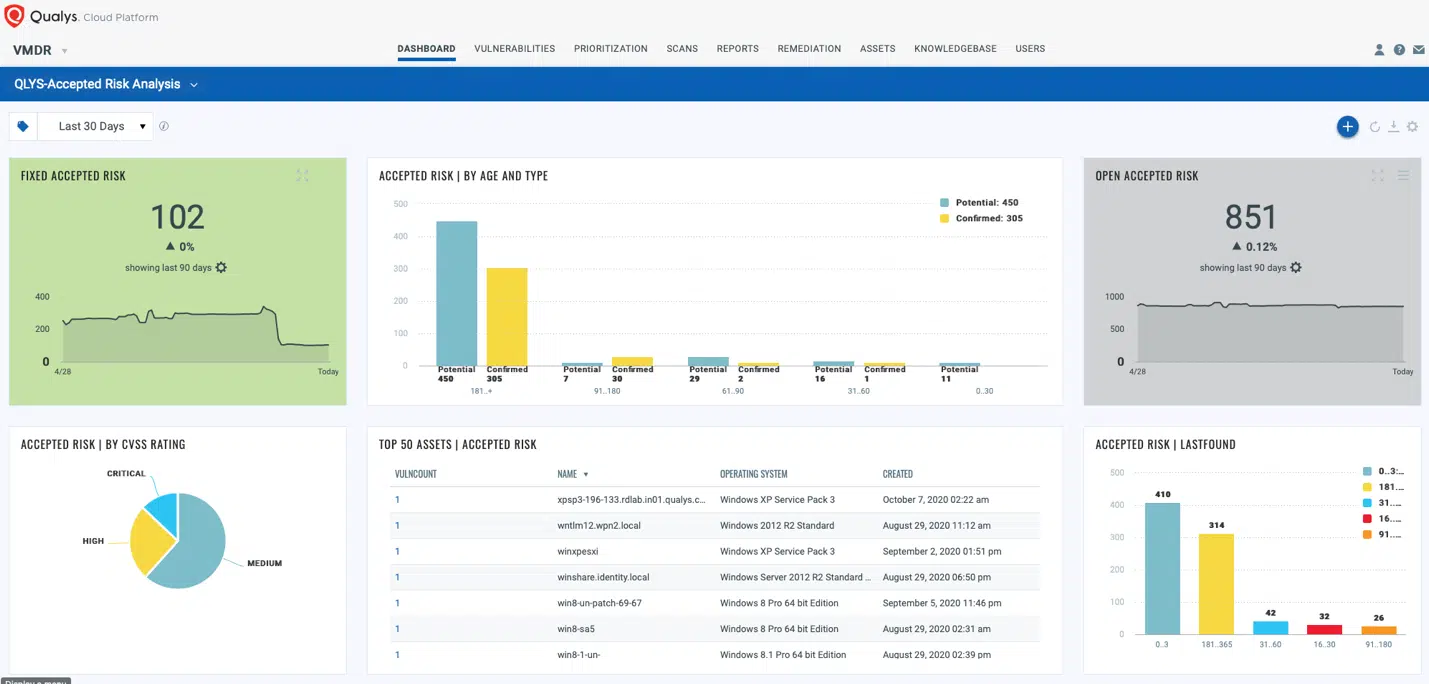 Qualys. Cloud Platform
VMDR
DASHBOARD VULNERABILITIES PRIORITIZATION SCANS REPORTS REMEDIATION ASSETS KNOWLEDGEBASE USERS
QLYS-Accepted Risk Analysis
Last 30 Days
FIXED ACCEPTED RISK
102
▲ 0%
showing last 90 days
400
200
0
4/28 Today
ACCEPTED RISK | BY AGE AND TYPE
Potential: 450
Confirmed: 305
500
400
300
200
100
0
Potential Confirmed Potential Confirmed Potential Confirmed Potential Confirmed Potential
450 305 7 30 29 2 16 1 11
181..+ 91..180 61..90 31..60 0..30
OPEN ACCEPTED RISK
851
▲ 0.12%
showing last 90 days
1000
500
0
4/28 Today
ACCEPTED RISK | BY CVSS RATING
CRITICAL
HIGH
MEDIUM
TOP 50 ASSETS | ACCEPTED RISK
VULNCOUNT NAME OPERATING SYSTEM CREATED
1 xpsp3-196-133.rdlab.in01.qualys.c... Windows XP Service Pack 3 October 7, 2020 02:22 am
1 wntlm12.wpn2.local Windows 2012 R2 Standard August 29, 2020 11:12 am
1 winxpesxi Windows XP Service Pack 3 September 2, 2020 01:51 pm
1 winshare.identity.local Windows Server 2012 R2 Standard ... August 29, 2020 06:50 pm
1 win8-un-patch-69-67 Windows 8 Pro 64 bit Edition September 5, 2020 11:46 pm
1 win8-sa5 Windows 8 Pro 64 bit Edition August 29, 2020 02:31 am
1 win8-1-un- Windows 8.1 Pro 64 bit Edition August 29, 2020 02:39 pm
ACCEPTED RISK | LASTFOUND
0..3:...
181....
31.....
16.....
91.....
500
400
300
200
100
0
410
314
42
32
26
0..3 181..365 31..60 16..30 91..180
Display a menu